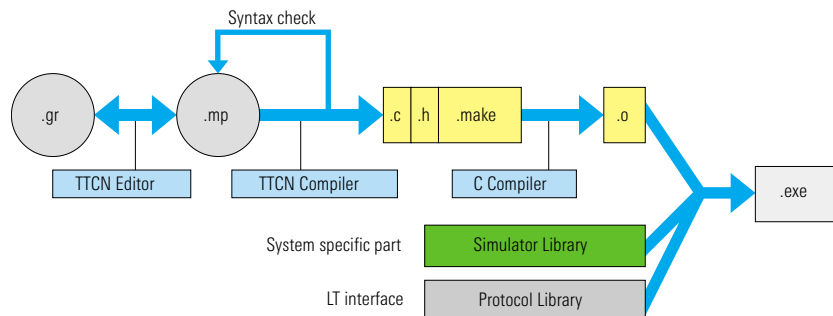 Syntax check
.gr
.mp
.c
.h
.make
.o
TTCN Editor
TTCN Compiler
C Compiler
.exe
System specific part
Simulator Library
LT interface
Protocol Library